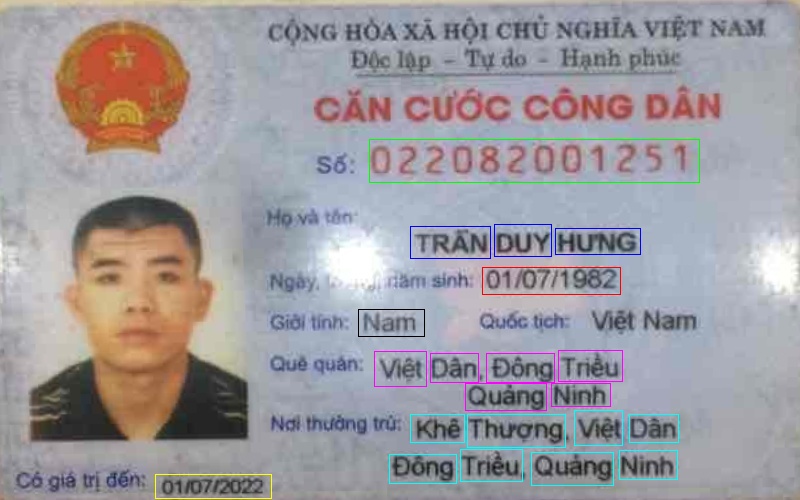 CỘNG HÒA XÃ HỘI CHỦ NGHĨA VIỆT NAM
Độc lập - Tự do - Hạnh phúc
CĂN CƯỚC CÔNG DÂN
Số: 022082001251
Họ và tên:
TRẦN DUY HƯNG
Ngày, năm sinh: 01/07/1982
Giới tính: Nam Quốc tịch: Việt Nam
Quê quán: Việt Dân, Đông Triều
Quảng Ninh
Nơi thường trú: Khê Thượng, Việt Dân
Đông Triều, Quảng Ninh
Có giá trị đến: 01/07/2022